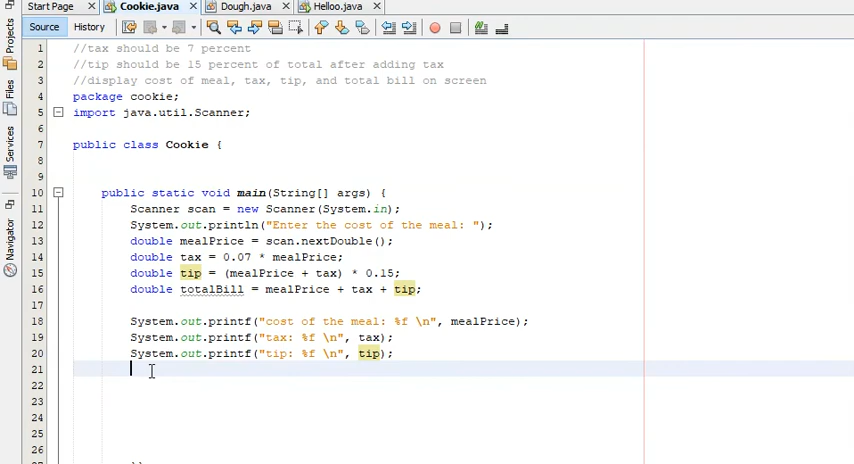 Start Page Cookie.java Dough.java Helloo.java
Source History
Projects
Files
Services
Navigator
1 //tax should be 7 percent
2 //tip should be 15 percent of total after adding tax
3 //display cost of meal, tax, tip, and total bill on screen
4 package cookie;
5 import java.util.Scanner;
6
7 public class Cookie {
8
9
10 public static void main(String[] args) {
11 Scanner scan = new Scanner(System.in);
12 System.out.println("Enter the cost of the meal: ");
13 double mealPrice = scan.nextDouble();
14 double tax = 0.07 * mealPrice;
15 double tip = (mealPrice + tax) * 0.15;
16 double totalBill = mealPrice + tax + tip;
17
18 System.out.printf("cost of the meal: %f \n", mealPrice);
19 System.out.printf("tax: %f \n", tax);
20 System.out.printf("tip: %f \n", tip);
21
22
23
24
25
26